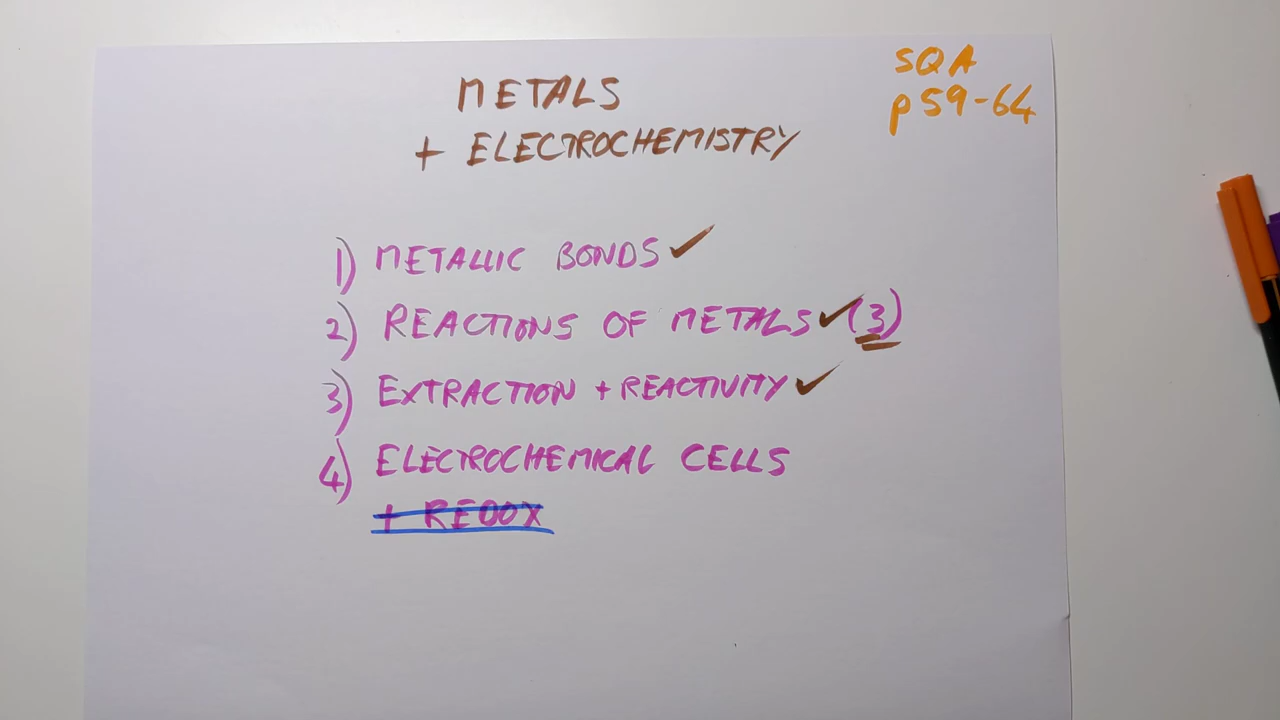 METALS
+ ELECTROCHEMISTRY
SQA
p59-64
1) METALLIC BONDS ✓
2) REACTIONS OF METALS ✓ (3)
3) EXTRACTION + REACTIVITY ✓
4) ELECTROCHEMICAL CELLS
+ REDOX